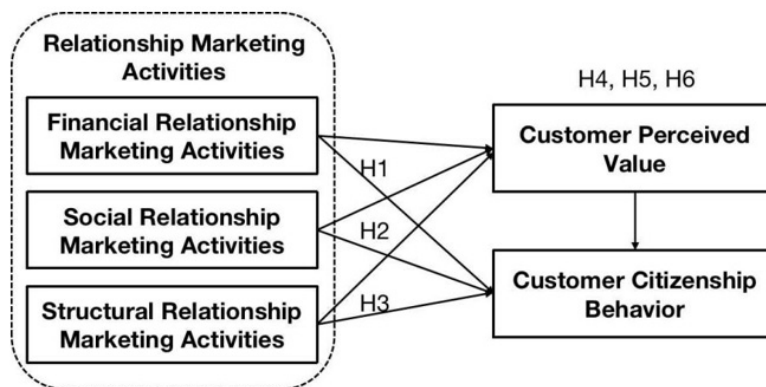 Relationship Marketing
Activities
Financial Relationship
Marketing Activities
Social Relationship
Marketing Activities
Structural Relationship
Marketing Activities
H1
H2
H3
H4, H5, H6
Customer Perceived
Value
Customer Citizenship
Behavior